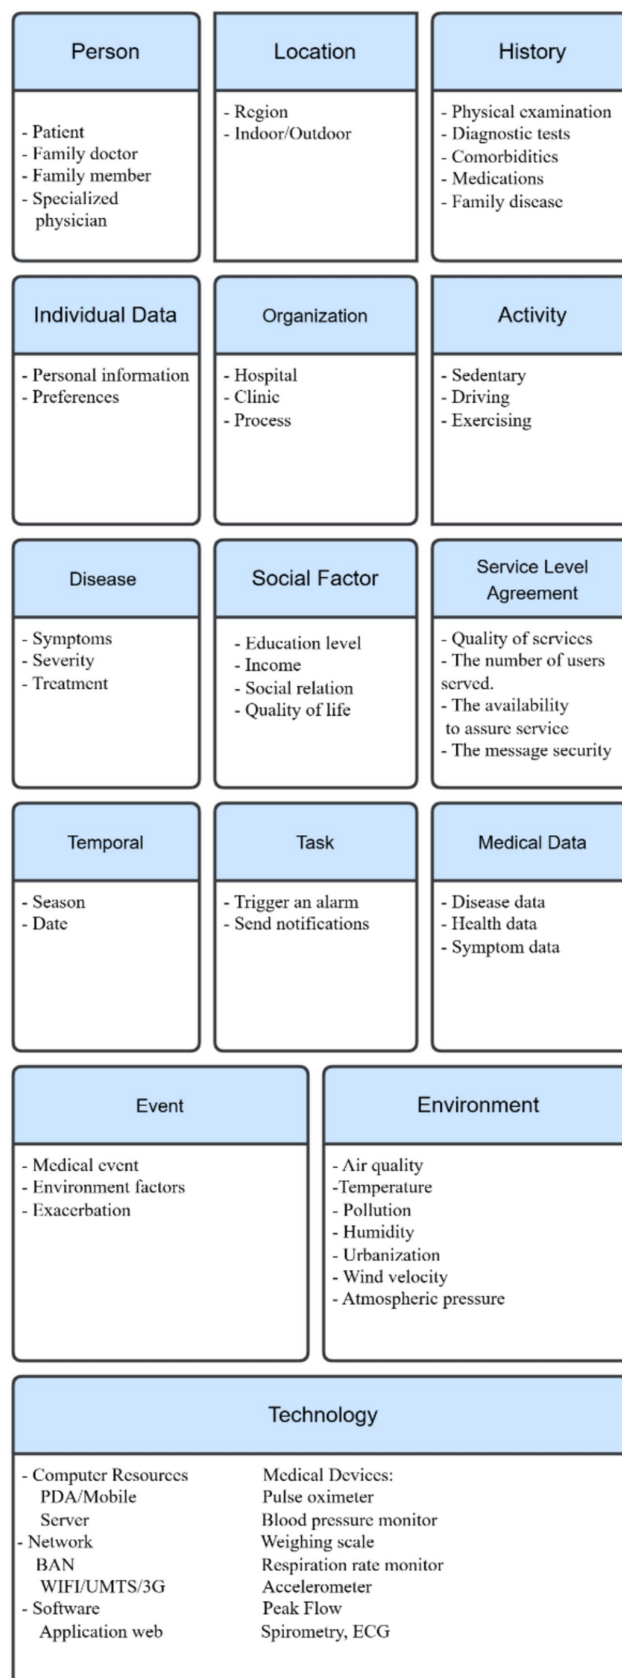 Person
- Patient
- Family doctor
- Family member
- Specialized
physician
Location
- Region
- Indoor/Outdoor
History
- Physical examination
- Diagnostic tests
- Comorbidities
- Medications
- Family disease
Individual Data
- Personal information
- Preferences
Organization
- Hospital
- Clinic
- Process
Activity
- Sedentary
- Driving
- Exercising
Disease
- Symptoms
- Severity
- Treatment
Social Factor
- Education level
- Income
- Social relation
- Quality of life
Service Level
Agreement
- Quality of services
- The number of users
served.
- The availability
to assure service
- The message security
Temporal
- Season
- Date
Task
- Trigger an alarm
- Send notifications
Medical Data
- Disease data
- Health data
- Symptom data
Event
- Medical event
- Environment factors
- Exacerbation
Environment
- Air quality
-Temperature
- Pollution
- Humidity
- Urbanization
- Wind velocity
- Atmospheric pressure
Technology
- Computer Resources
PDA/Mobile
Server
- Network
BAN
WIFI/UMTS/3G
- Software
Application web
Medical Devices:
Pulse oximeter
Blood pressure monitor
Weighing scale
Respiration rate monitor
Accelerometer
Peak Flow
Spirometry, ECG